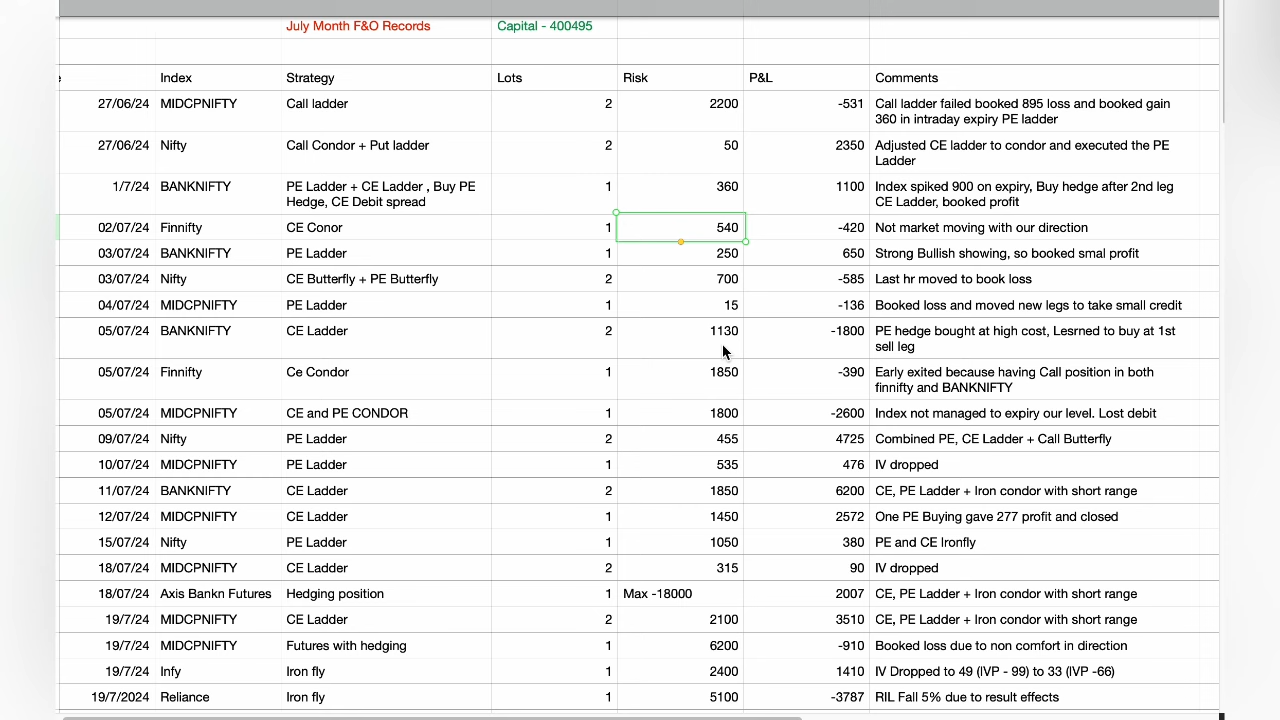 July Month F&O Records Capital - 400495
Index Strategy Lots Risk P&L Comments
27/06/24 MIDCPNIFTY Call ladder 2 2200 -531 Call ladder failed booked 895 loss and booked gain
360 in intraday expiry PE ladder
27/06/24 Nifty Call Condor + Put ladder 2 50 2350 Adjusted CE ladder to condor and executed the PE
Ladder
1/7/24 BANKNIFTY PE Ladder + CE Ladder , Buy PE 1 360 1100 Index spiked 900 on expiry, Buy hedge after 2nd leg
Hedge, CE Debit spread CE Ladder, booked profit
02/07/24 Finnifty CE Conor 1 540 -420 Not market moving with our direction
03/07/24 BANKNIFTY PE Ladder 1 250 650 Strong Bullish showing, so booked smal profit
03/07/24 Nifty CE Butterfly + PE Butterfly 2 700 -585 Last hr moved to book loss
04/07/24 MIDCPNIFTY PE Ladder 1 15 -136 Booked loss and moved new legs to take small credit
05/07/24 BANKNIFTY CE Ladder 2 1130 -1800 PE hedge bought at high cost, Lesrned to buy at 1st
sell leg
05/07/24 Finnifty Ce Condor 1 1850 -390 Early exited because having Call position in both
finnifty and BANKNIFTY
05/07/24 MIDCPNIFTY CE and PE CONDOR 1 1800 -2600 Index not managed to expiry our level. Lost debit
09/07/24 Nifty PE Ladder 2 455 4725 Combined PE, CE Ladder + Call Butterfly
10/07/24 MIDCPNIFTY PE Ladder 1 535 476 IV dropped
11/07/24 BANKNIFTY CE Ladder 2 1850 6200 CE, PE Ladder + Iron condor with short range
12/07/24 MIDCPNIFTY CE Ladder 1 1450 2572 One PE Buying gave 277 profit and closed
15/07/24 Nifty PE Ladder 1 1050 380 PE and CE Ironfly
18/07/24 MIDCPNIFTY CE Ladder 2 315 90 IV dropped
18/07/24 Axis Bankn Futures Hedging position 1 Max -18000 2007 CE, PE Ladder + Iron condor with short range
19/7/24 MIDCPNIFTY CE Ladder 2 2100 3510 CE, PE Ladder + Iron condor with short range
19/7/24 MIDCPNIFTY Futures with hedging 1 6200 -910 Booked loss due to non comfort in direction
19/7/24 Infy Iron fly 1 2400 1410 IV Dropped to 49 (IVP - 99) to 33 (IVP -66)
19/7/2024 Reliance Iron fly 1 5100 -3787 RIL Fall 5% due to result effects